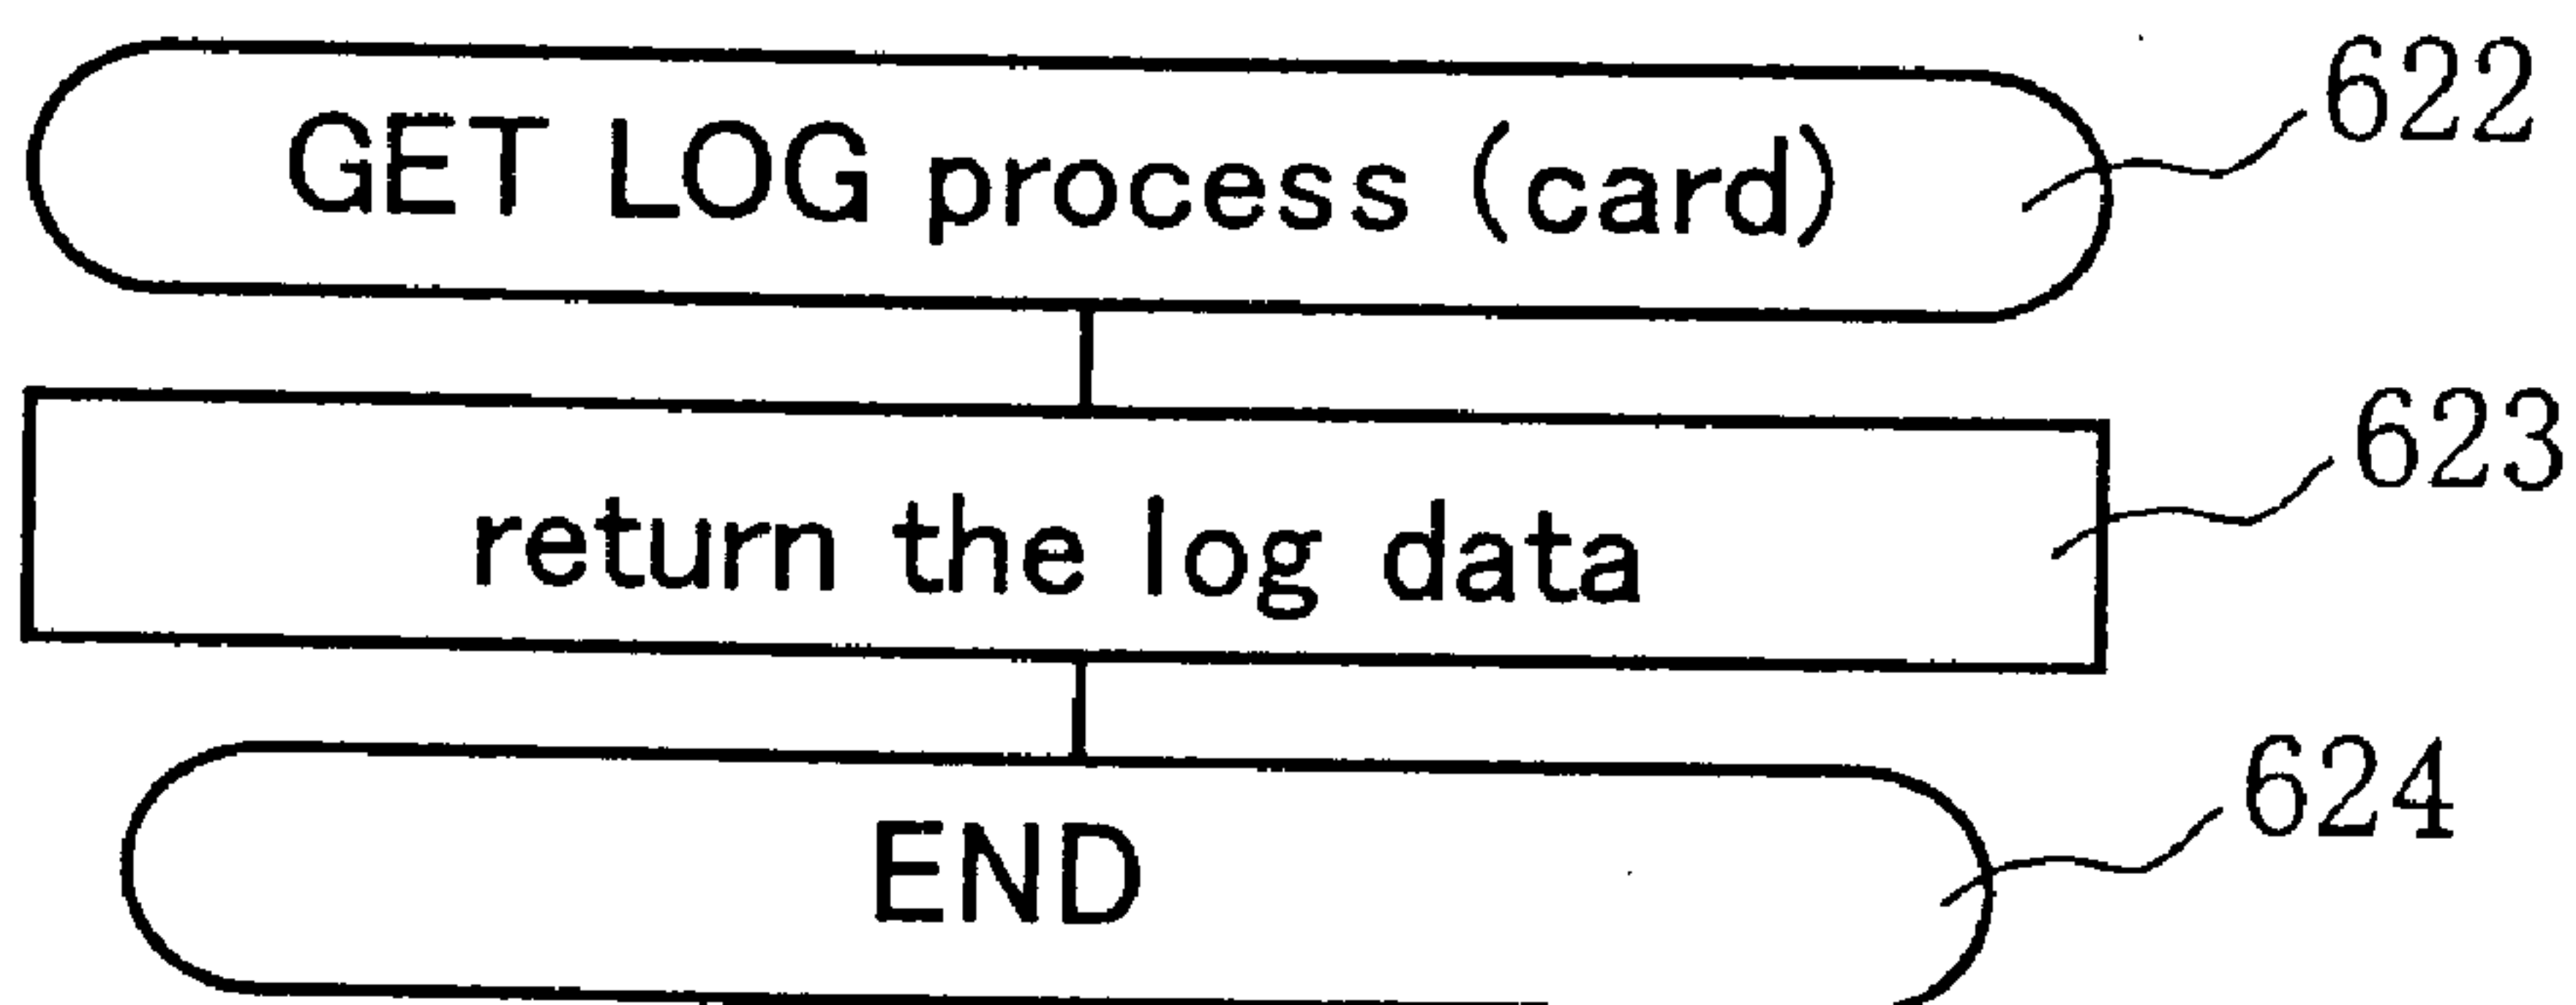 GET LOG process (card)
622
return the log data
623
END
624